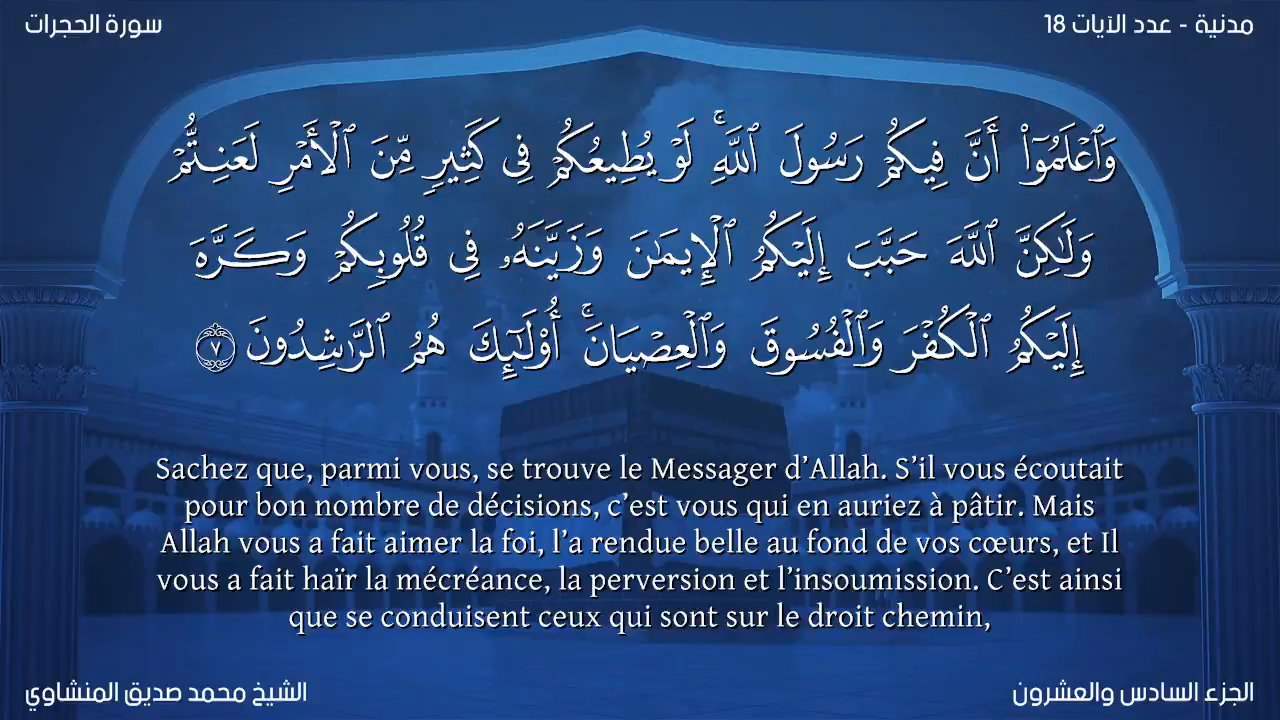 مدنية - عدد الآيات 18
سورة الحجرات
وَٱعۡلَمُوٓاْ أَنَّ فِيكُمۡ رَسُولَ ٱللَّهِۚ لَوۡ يُطِيعُكُمۡ فِي كَثِيرٖ مِّنَ ٱلۡأَمۡرِ لَعَنِتُّمۡ
وَلَٰكِنَّ ٱللَّهَ حَبَّبَ إِلَيۡكُمُ ٱلۡإِيمَٰنَ وَزَيَّنَهُۥ فِي قُلُوبِكُمۡ وَكَرَّهَ
إِلَيۡكُمُ ٱلۡكُفۡرَ وَٱلۡفُسُوقَ وَٱلۡعِصۡيَانَۚ أُوْلَٰٓئِكَ هُمُ ٱلرَّٰشِدُونَ ٧
Sachez que, parmi vous, se trouve le Messager d’Allah. S’il vous écoutait
pour bon nombre de décisions, c’est vous qui en auriez à pâtir. Mais
Allah vous a fait aimer la foi, l’a rendue belle au fond de vos cœurs, et Il
vous a fait haïr la mécréance, la perversion et l’insoumission. C’est ainsi
que se conduisent ceux qui sont sur le droit chemin,
الجزء السادس والعشرون
الشيخ محمد صديق المنشاوي